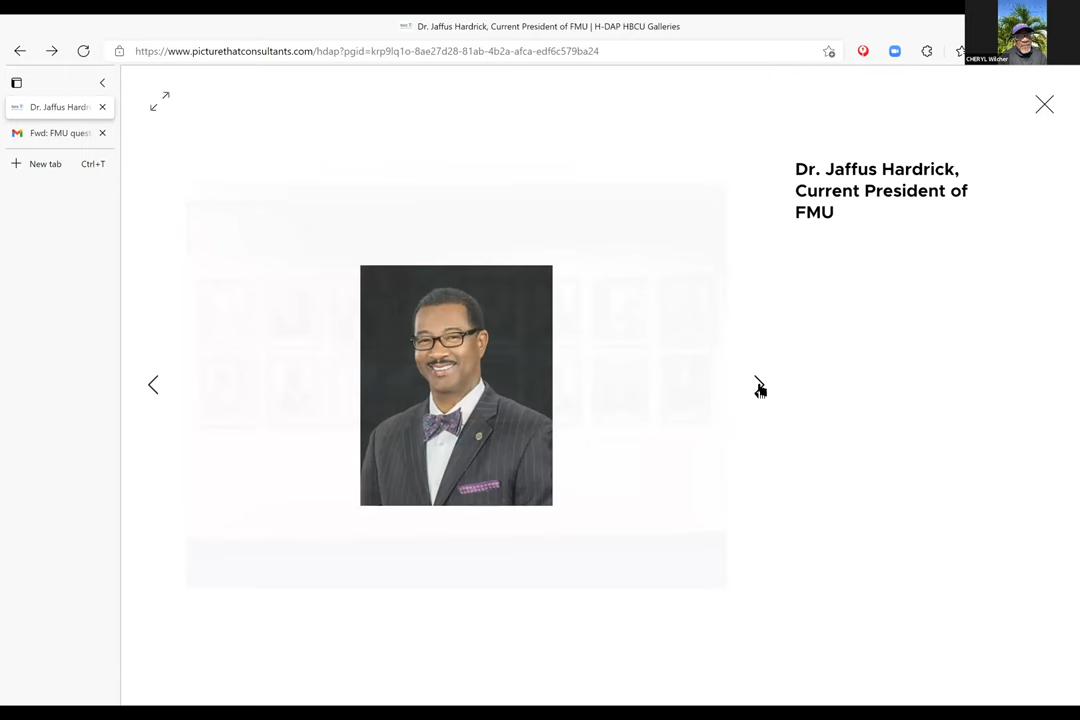 Dr. Jaffus Hardrick, Current President of FMU | H-DAP HBCU Galleries
https://www.picturethatconsultants.com/hdap?pgid=krp9lq1o-8ae27d28-81ab-4b2a-afca-edf6c579ba24
CHERYL Wilcher
Dr. Jaffus Hardr
Fwd: FMU quest
New tab Ctrl+T
Dr. Jaffus Hardrick,
Current President of
FMU